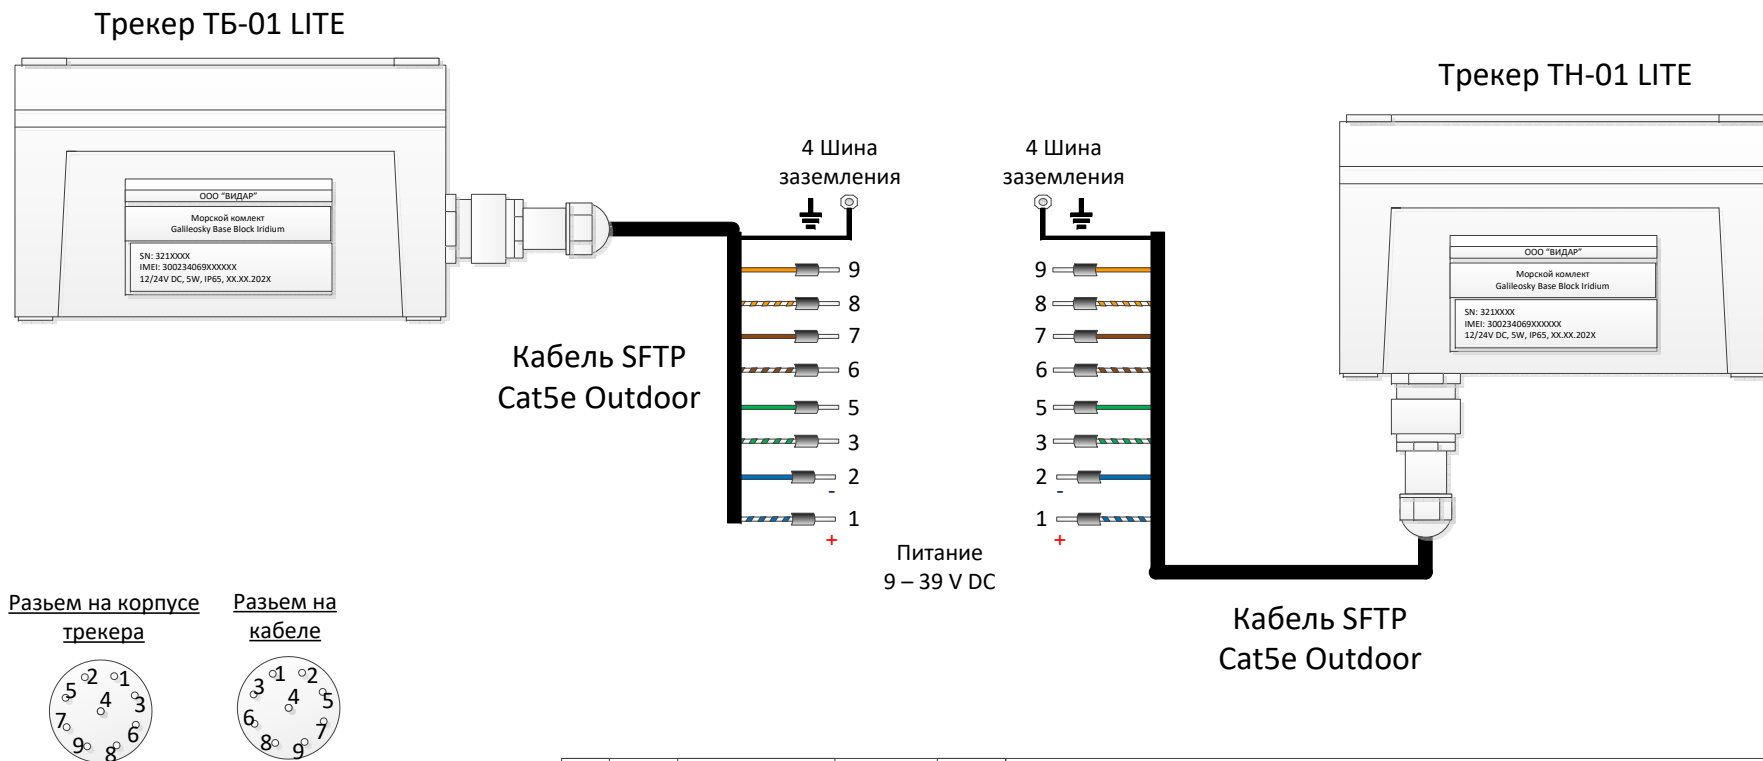 Трекер ТБ-01 LITE
ООО "ВИДАР"
Морской комлект
Galileosky Base Block Iridium
SN: 321XXXX
IMEI: 300234069XXXXXX
12/24V DC, 5W, IP65, XX.XX.202X
Кабель SFTP
Cat5e Outdoor
4 Шина
заземления
9
8
7
6
5
3
2
-
1
+
Питание
9 – 39 V DC
4 Шина
заземления
9
8
7
6
5
3
2
-
1
+
Трекер ТН-01 LITE
ООО "ВИДАР"
Морской комлект
Galileosky Base Block Iridium
SN: 321XXXX
IMEI: 300234069XXXXXX
12/24V DC, 5W, IP65, XX.XX.202X
Кабель SFTP
Cat5e Outdoor
Разьем на корпусе
трекера
2 1
5 4 3
7 6
9 8
Разьем на
кабеле
1 2
3 4 5
6 7
8 9